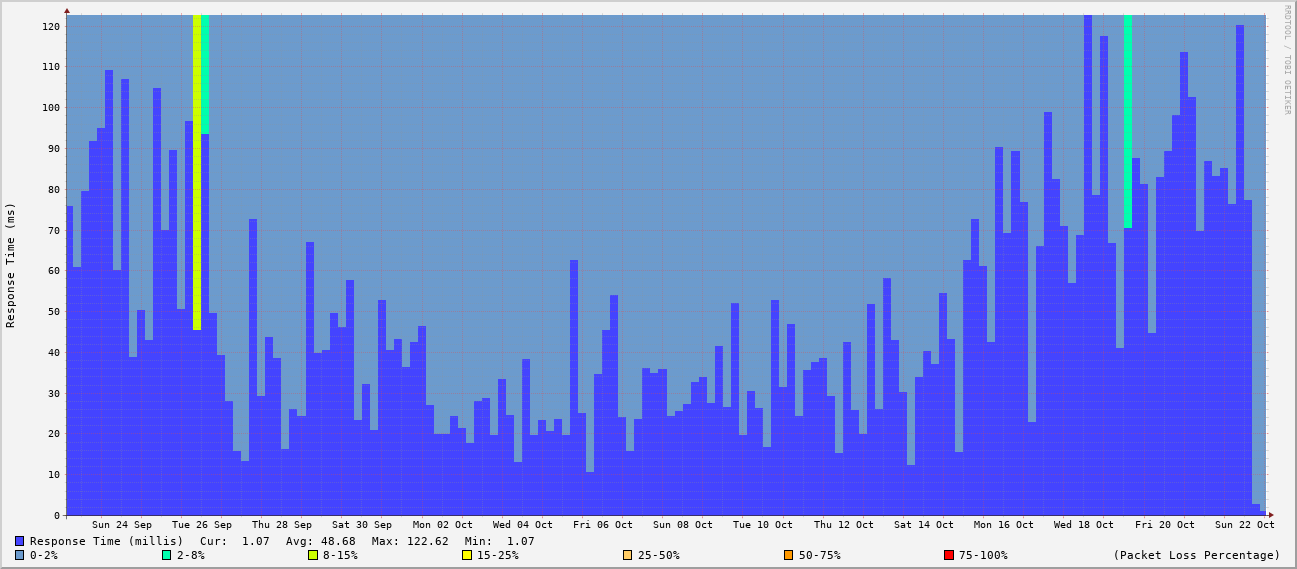 RRDTOOL / TOBI OETIKER
Response Time (ms)
120
110
100
90
80
70
60
50
40
30
20
10
0
Sun 24 Sep Tue 26 Sep Thu 28 Sep Sat 30 Sep Mon 02 Oct Wed 04 Oct Fri 06 Oct Sun 08 Oct Tue 10 Oct Thu 12 Oct Sat 14 Oct Mon 16 Oct Wed 18 Oct Fri 20 Oct Sun 22 Oct
Response Time (millis) Cur: 1.07 Avg: 48.68 Max: 122.62 Min: 1.07
0-2% 2-8% 8-15% 15-25% 25-50% 50-75% 75-100% (Packet Loss Percentage)